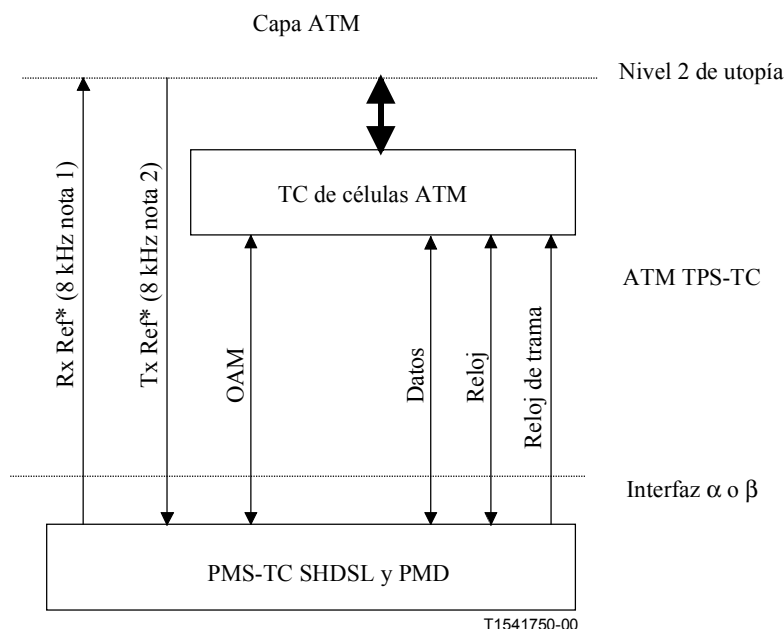 Capa ATM
Nivel 2 de utopía
TC de células ATM
Rx Ref* (8 kHz nota 1)
Tx Ref* (8 kHz nota 2)
OAM
Datos
Reloj
Reloj de trama
ATM TPS-TC
Interfaz α o β
PMS-TC SHDSL y PMD
T1541750-00